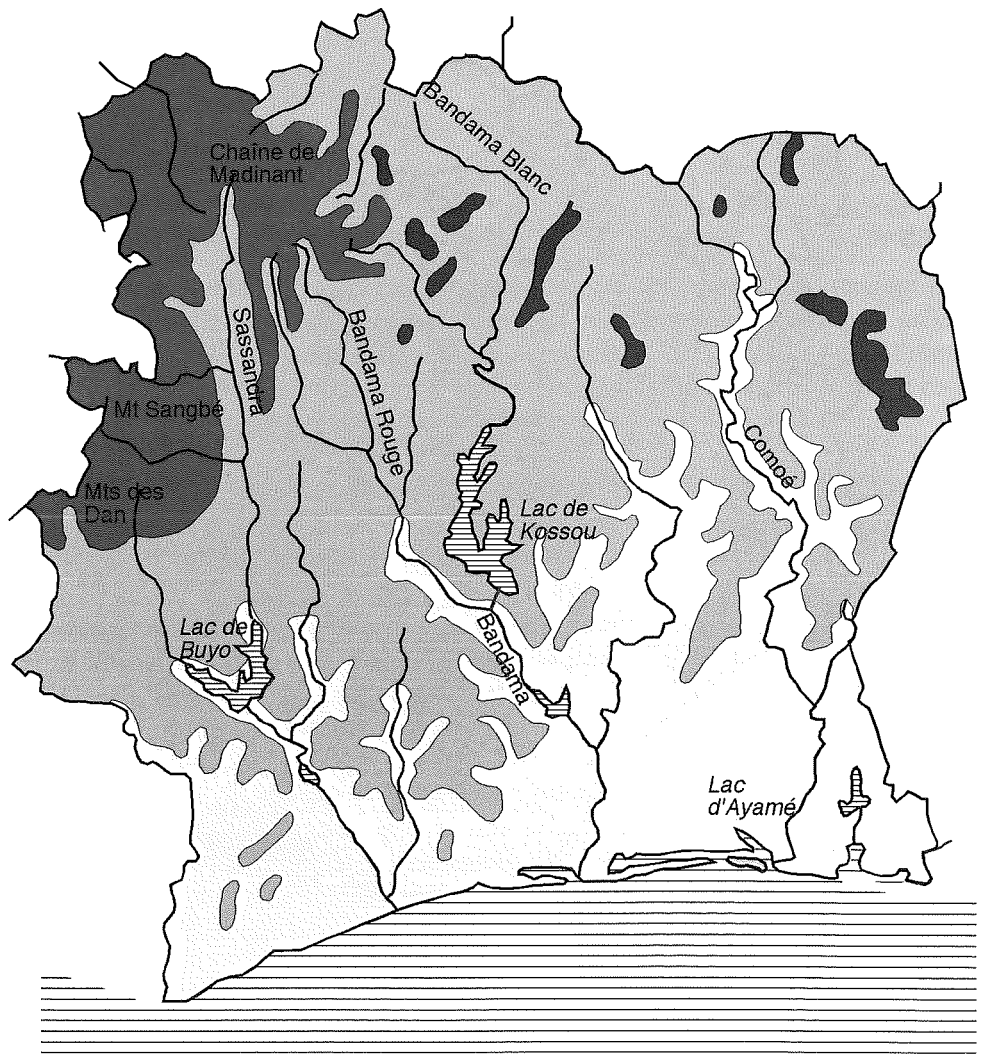 Bandama Blanc
Chaîne de
Madinant
Sassandra
Bandama Rouge
Mt Sangbé
Comoé
Mts des
Dan
Lac de
Kossou
Lac de
Buyo
Bandama
Lac
d'Ayamé